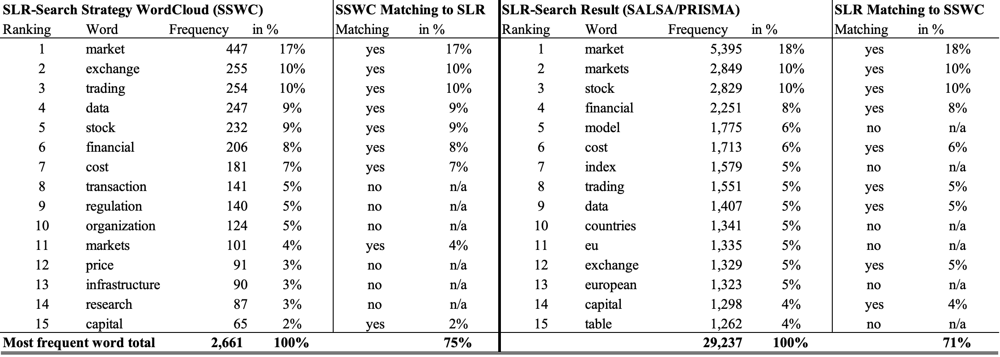 SLR-Search Strategy WordCloud (SSWC) SSWC Matching to SLR SLR-Search Result (SALSA/PRISMA) SLR Matching to SSWC
Ranking Word Frequency in % Matching in % Ranking Word Frequency in % Matching in %
1 market 447 17% yes 17% 1 market 5,395 18% yes 18%
2 exchange 255 10% yes 10% 2 markets 2,849 10% yes 10%
3 trading 254 10% yes 10% 3 stock 2,829 10% yes 10%
4 data 247 9% yes 9% 4 financial 2,251 8% yes 8%
5 stock 232 9% yes 9% 5 model 1,775 6% no n/a
6 financial 206 8% yes 8% 6 cost 1,713 6% yes 6%
7 cost 181 7% yes 7% 7 index 1,579 5% no n/a
8 transaction 141 5% no n/a 8 trading 1,551 5% yes 5%
9 regulation 140 5% no n/a 9 data 1,407 5% yes 5%
10 organization 124 5% no n/a 10 countries 1,341 5% no n/a
11 markets 101 4% yes 4% 11 eu 1,335 5% no n/a
12 price 91 3% no n/a 12 exchange 1,329 5% yes 5%
13 infrastructure 90 3% no n/a 13 european 1,323 5% no n/a
14 research 87 3% no n/a 14 capital 1,298 4% yes 4%
15 capital 65 2% yes 2% 15 table 1,262 4% no n/a
Most frequent word total 2,661 100% 75% 29,237 100% 71%